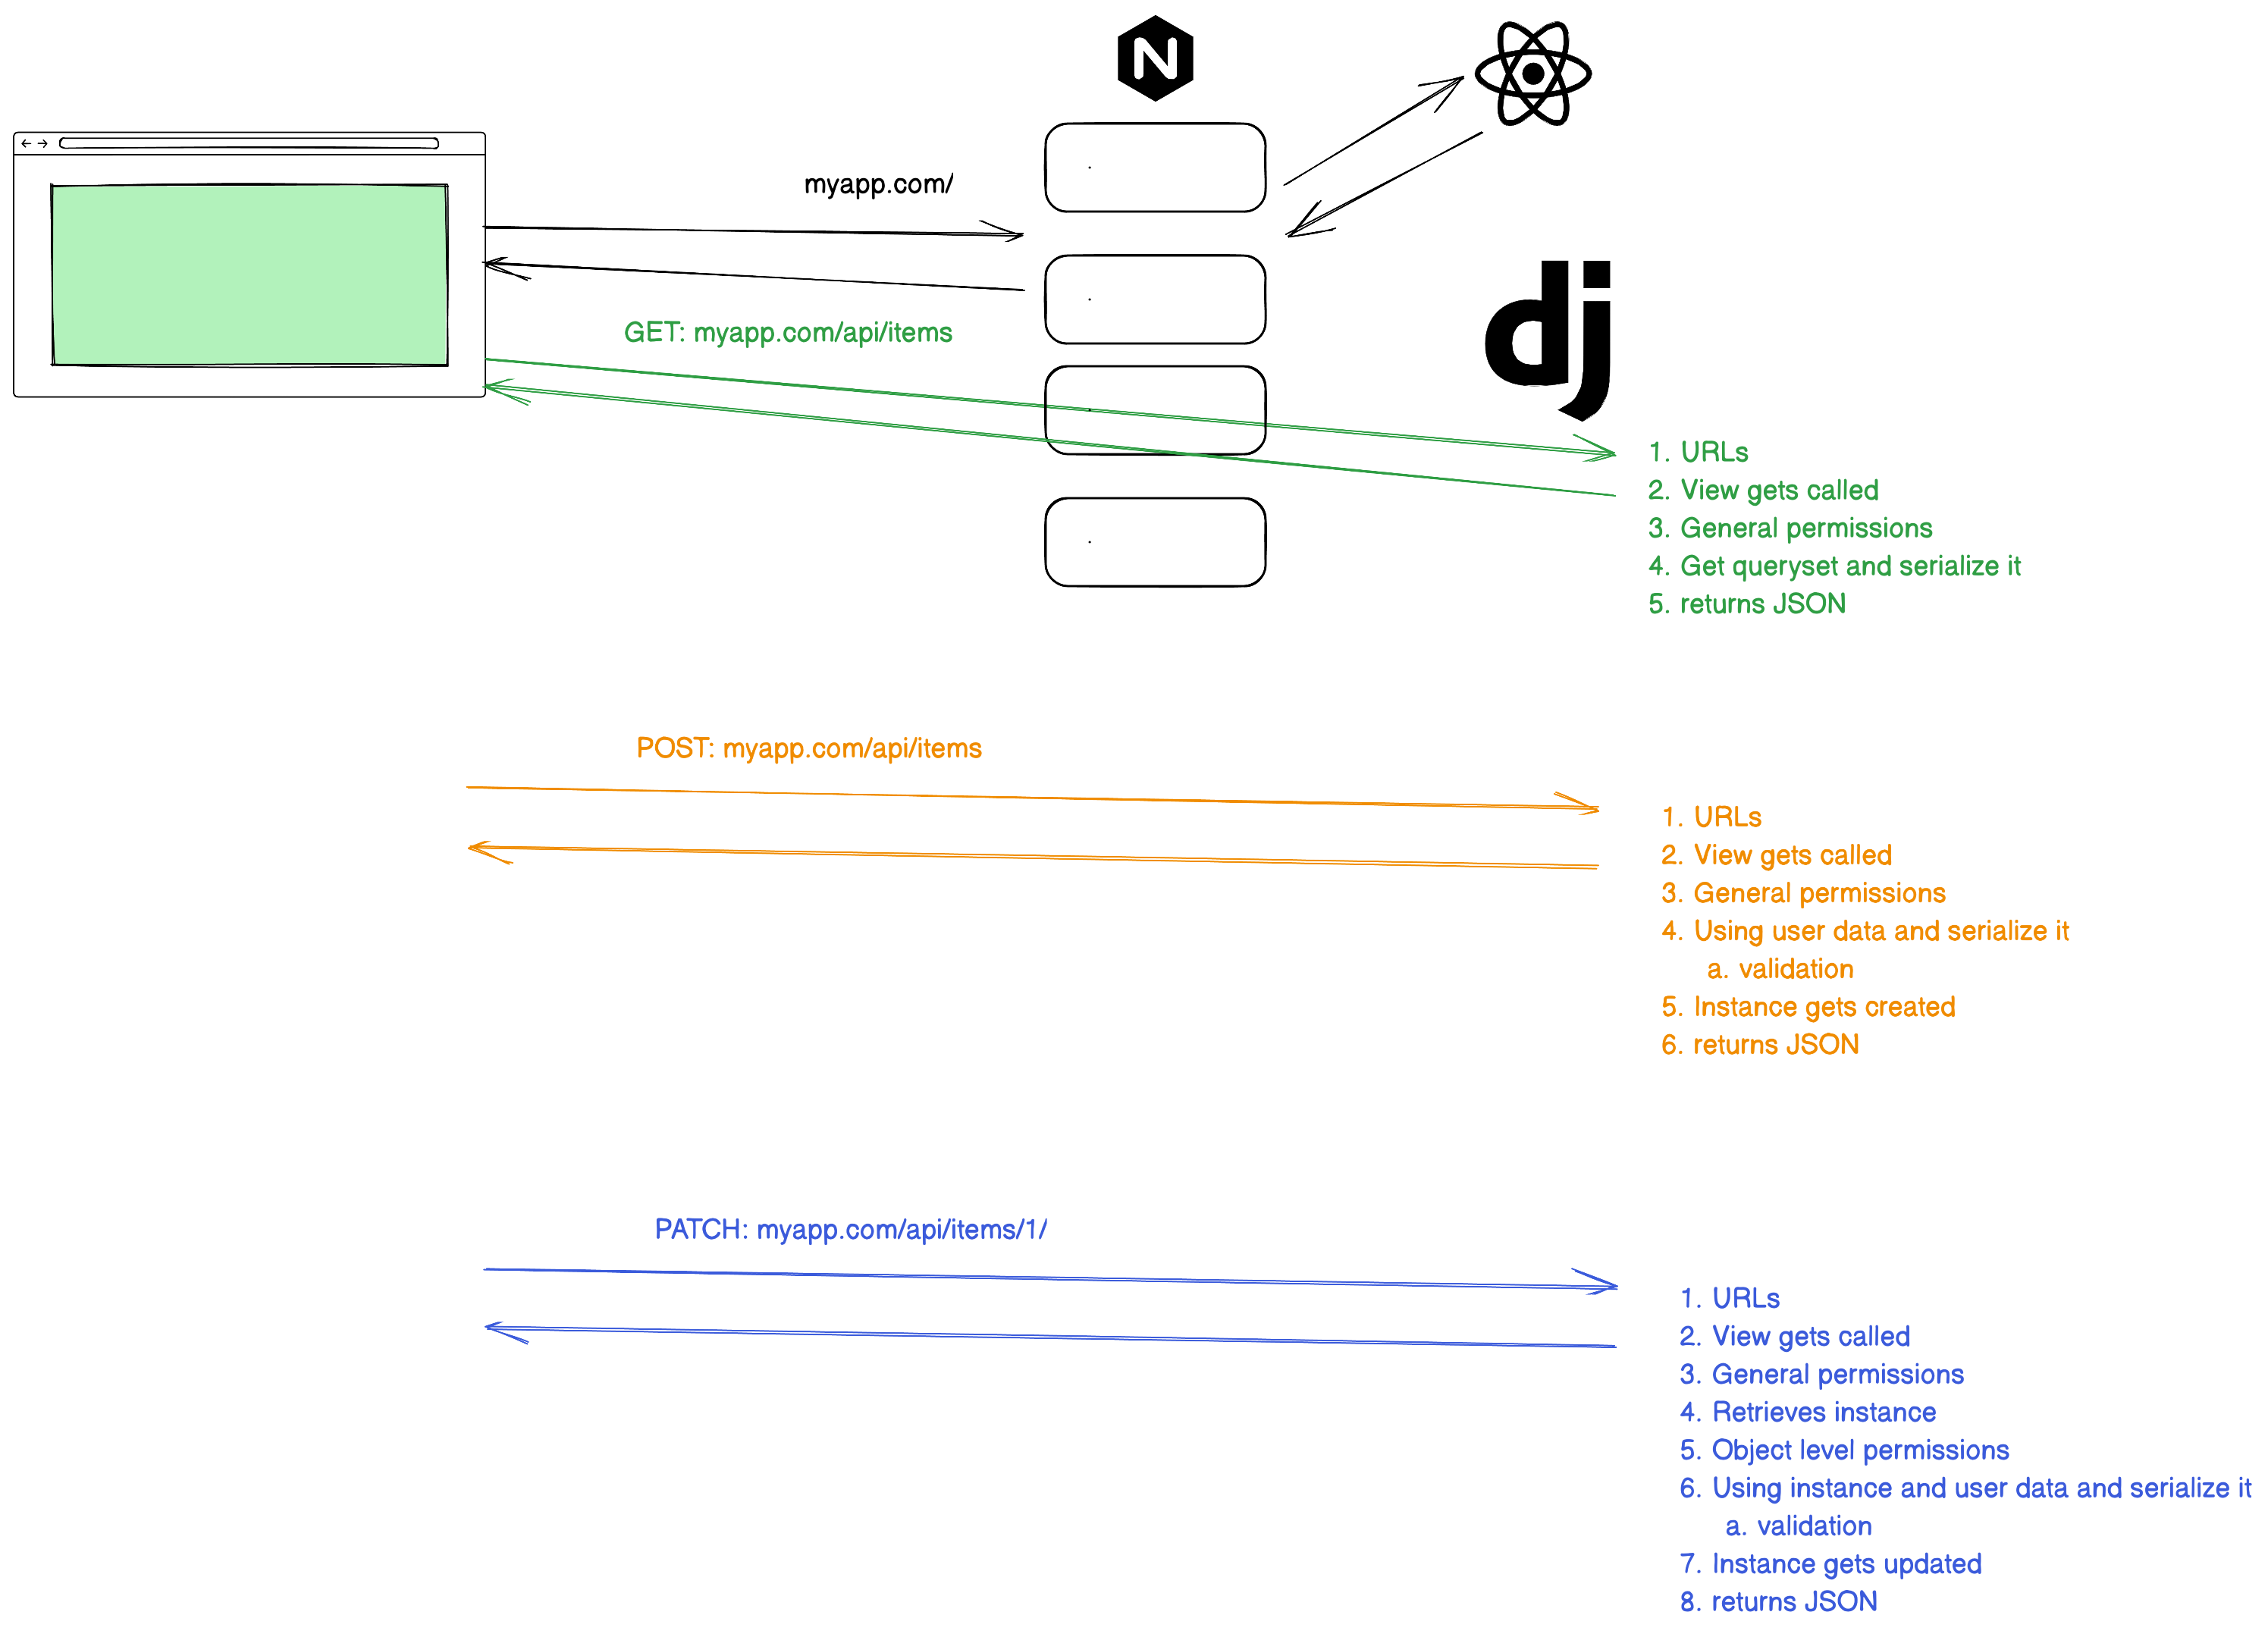 N
myapp.com/
dj
GET: myapp.com/api/items
1. URLs
2. View gets called
3. General permissions
4. Get queryset and serialize it
5. returns JSON
POST: myapp.com/api/items
1. URLs
2. View gets called
3. General permissions
4. Using user data and serialize it
a. validation
5. Instance gets created
6. returns JSON
PATCH: myapp.com/api/items/1/
1. URLs
2. View gets called
3. General permissions
4. Retrieves instance
5. Object level permissions
6. Using instance and user data and serialize it
a. validation
7. Instance gets updated
8. returns JSON